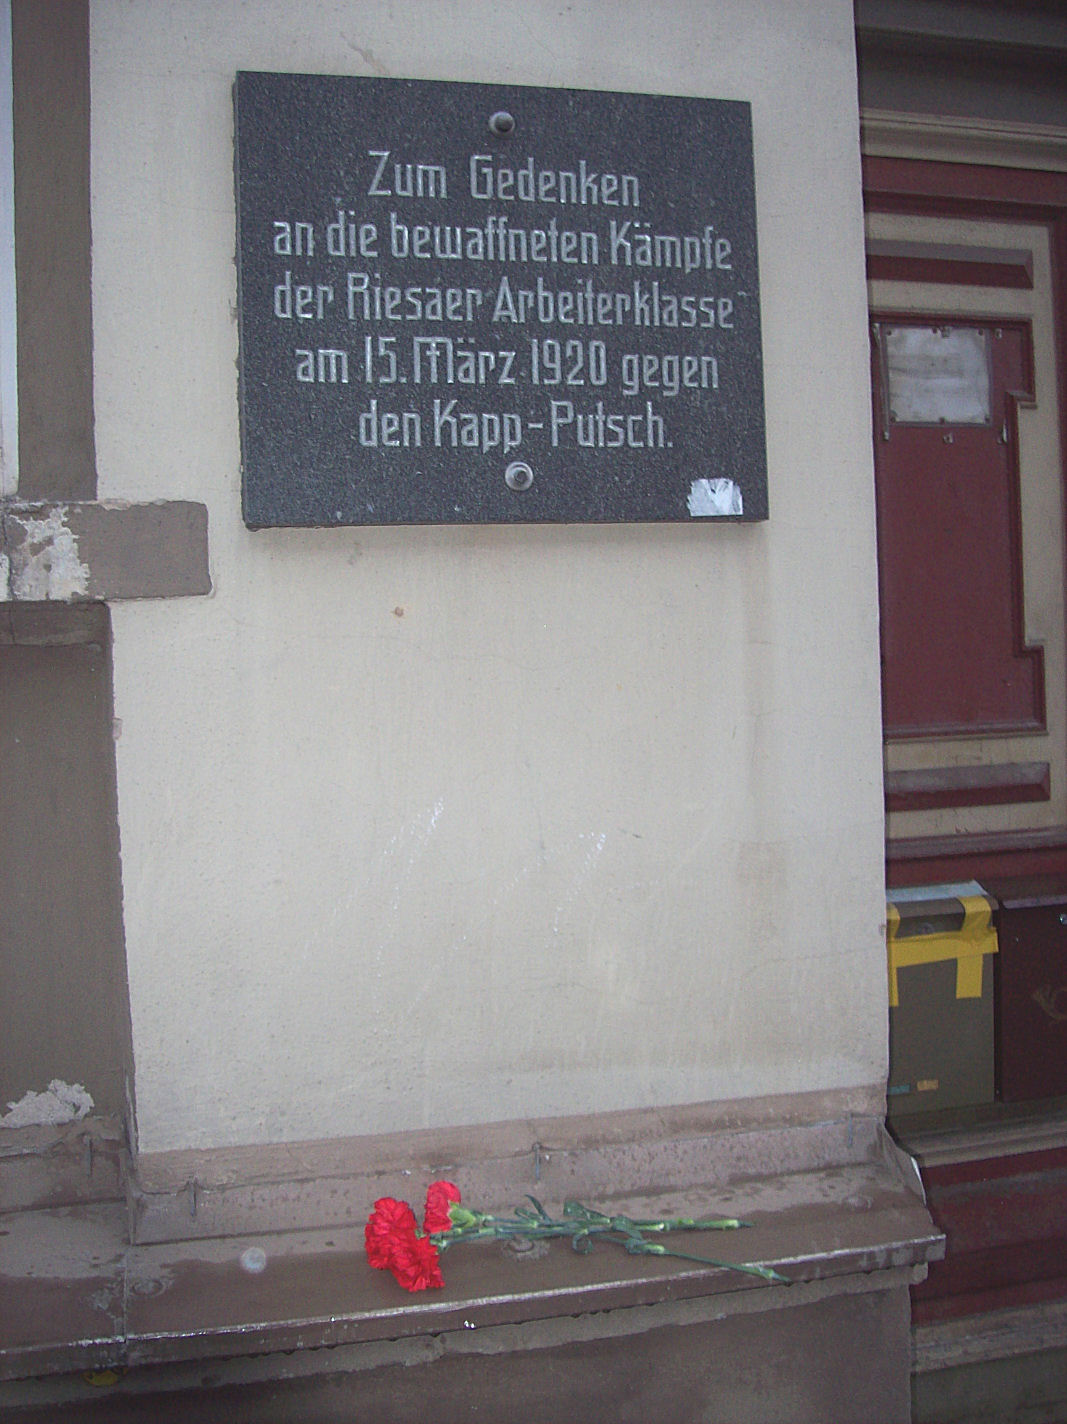 Zum Gedenken
an die bewaffneten Kämpfe
der Riesaer Arbeiterklasse
am 15. März 1920 gegen
den Kapp-Putsch.